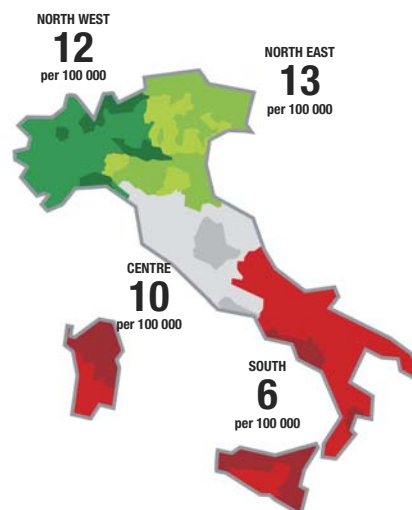 NORTH WEST
12
per 100 000
NORTH EAST
13
per 100 000
CENTRE
10
per 100 000
SOUTH
6
per 100 000